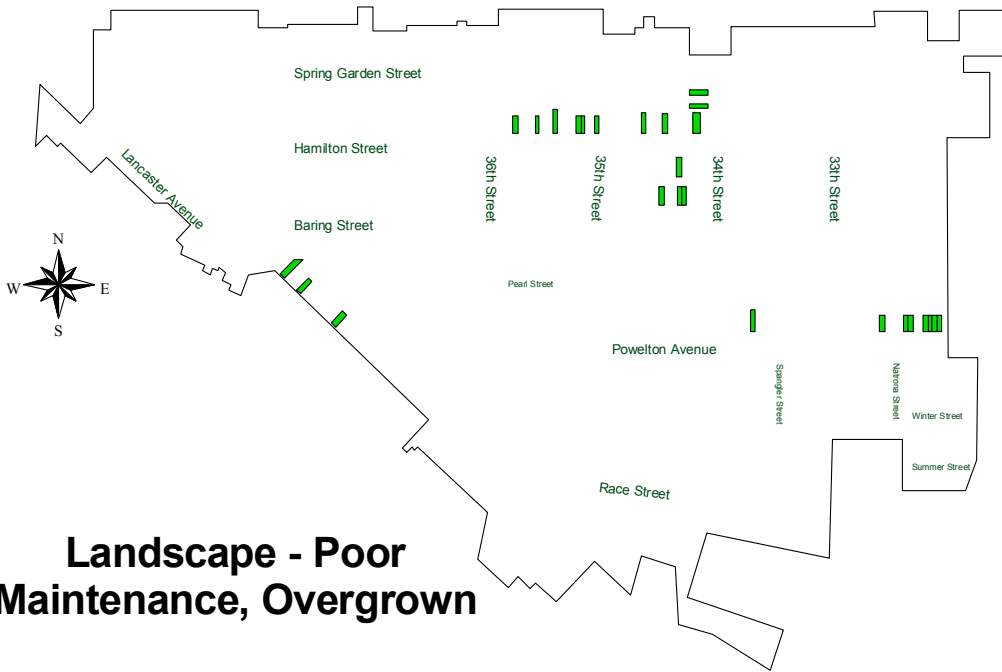 Spring Garden Street
Hamilton Street
Lancaster Avenue
36th Street
35th Street
34th Street
33th Street
Baring Street
N
W
E
S
Pearl Street
Powelton Avenue
Spangler Street
Natrona Street
Winter Street
Summer Street
Race Street
Landscape - Poor
Maintenance, Overgrown